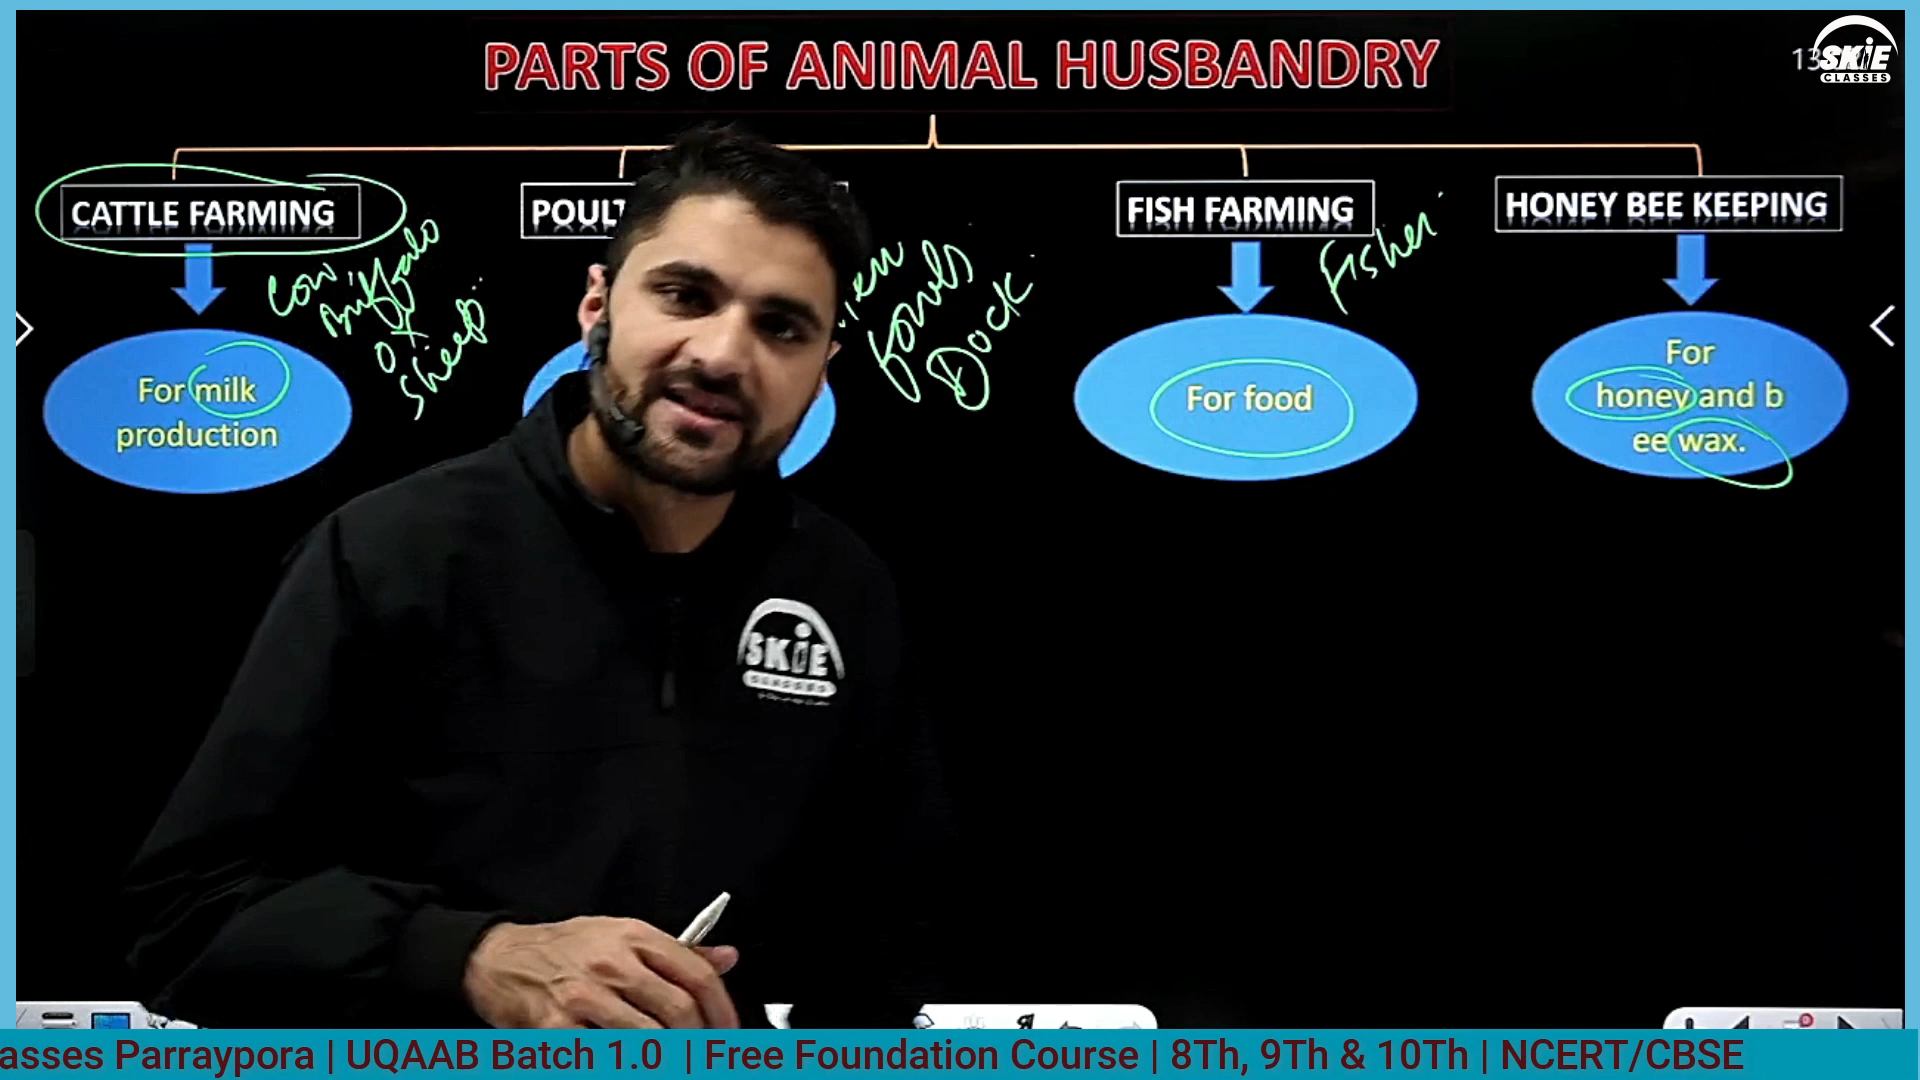 PARTS OF ANIMAL HUSBANDRY
13
SKiE
CLASSES
CATTLE FARMING
POULT
FISH FARMING
HONEY BEE KEEPING
Cow
Buffalo
Ox
Sheep
Fowls
Dock
Fisher
For milk
production
For food
For
honey and b
ee wax.
SKiE
CLASSES
asses Parraypora | UQAAB Batch 1.0 | Free Foundation Course | 8Th, 9Th & 10Th | NCERT/CBSE